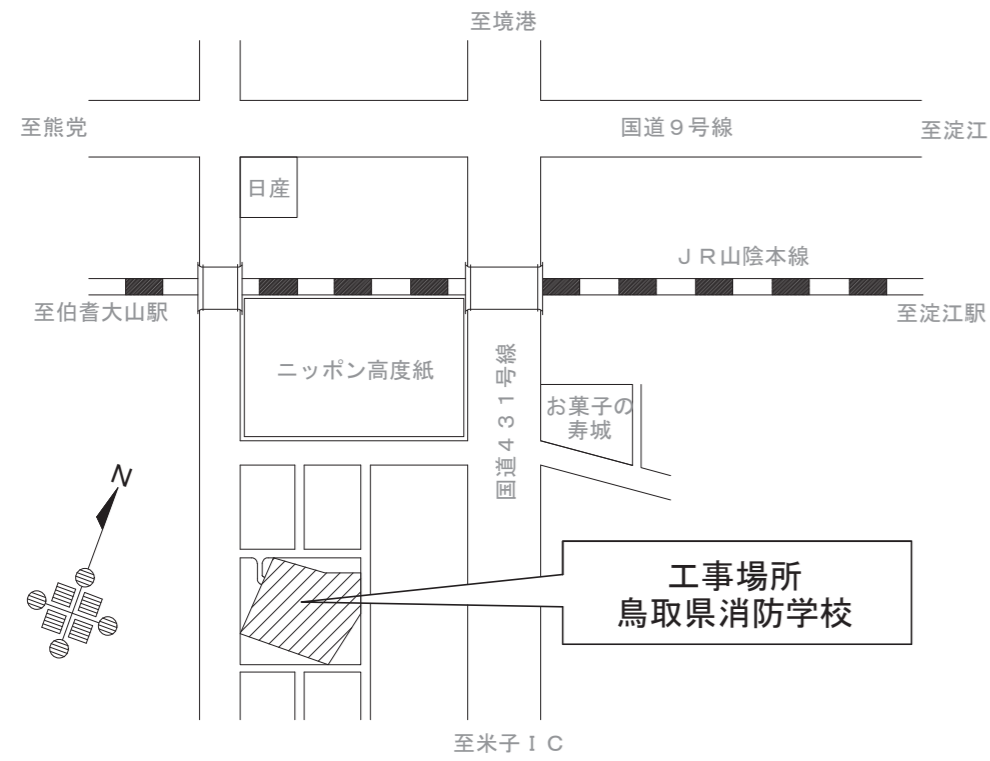 至境港
至熊党
国道９号線
至淀江
日産
ＪＲ山陰本線
至伯耆大山駅
至淀江駅
ニッポン高度紙
国道４３１号線
お菓子の
寿城
N
工事場所
鳥取県消防学校
至米子ＩＣ